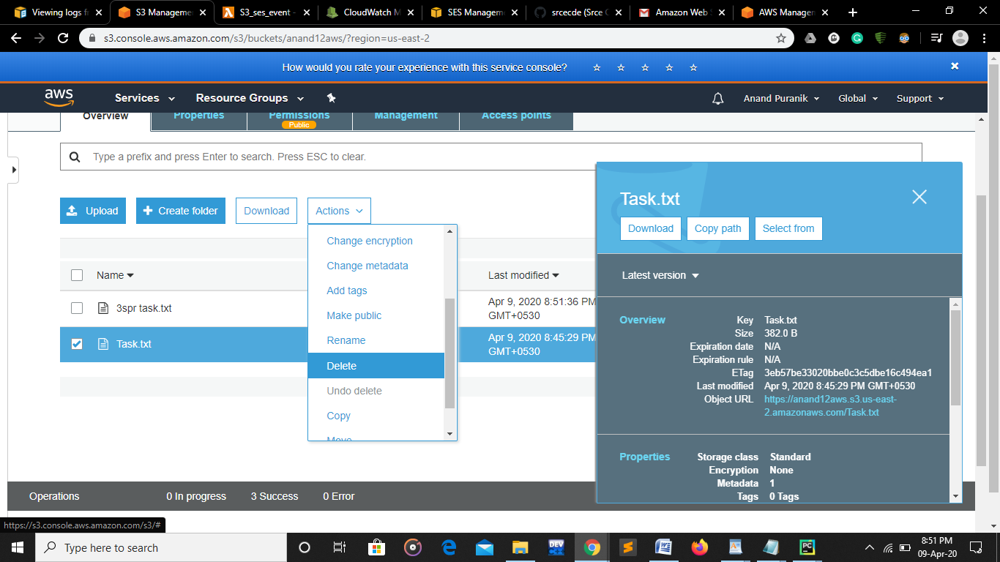 Viewing logs f
S3 Managemen
S3_ses_event -
CloudWatch M
SES Managem
srcecde (Srce C
Amazon Web S
AWS Managem
s3.console.aws.amazon.com/s3/buckets/anand12aws/?region=us-east-2
How would you rate your experience with this service console?
aws
Services
Resource Groups
Anand Puranik
Global
Support
Overview
Properties
Permissions
Public
Management
Access points
Type a prefix and press Enter to search. Press ESC to clear.
Upload
Create folder
Download
Actions
Change encryption
Change metadata
Add tags
Make public
Rename
Delete
Undo delete
Copy
Move
Name
Last modified
3spr task.txt
Apr 9, 2020 8:51:36 PM
GMT+0530
Task.txt
Apr 9, 2020 8:45:29 PM
GMT+0530
Task.txt
Download
Copy path
Select from
Latest version
Overview
Key Task.txt
Size 382.0 B
Expiration date N/A
Expiration rule N/A
ETag 3eb57be33020bbe0c3c5dbe16c494ea1
Last modified Apr 9, 2020 8:45:29 PM GMT+0530
Object URL https://anand12aws.s3.us-east-
2.amazonaws.com/Task.txt
Properties
Storage class Standard
Encryption None
Metadata 1
Tags 0 Tags
Operations
0 In progress
3 Success
0 Error
https://s3.console.aws.amazon.com/s3/#
Type here to search
DEV
PC
8:51 PM
09-Apr-20